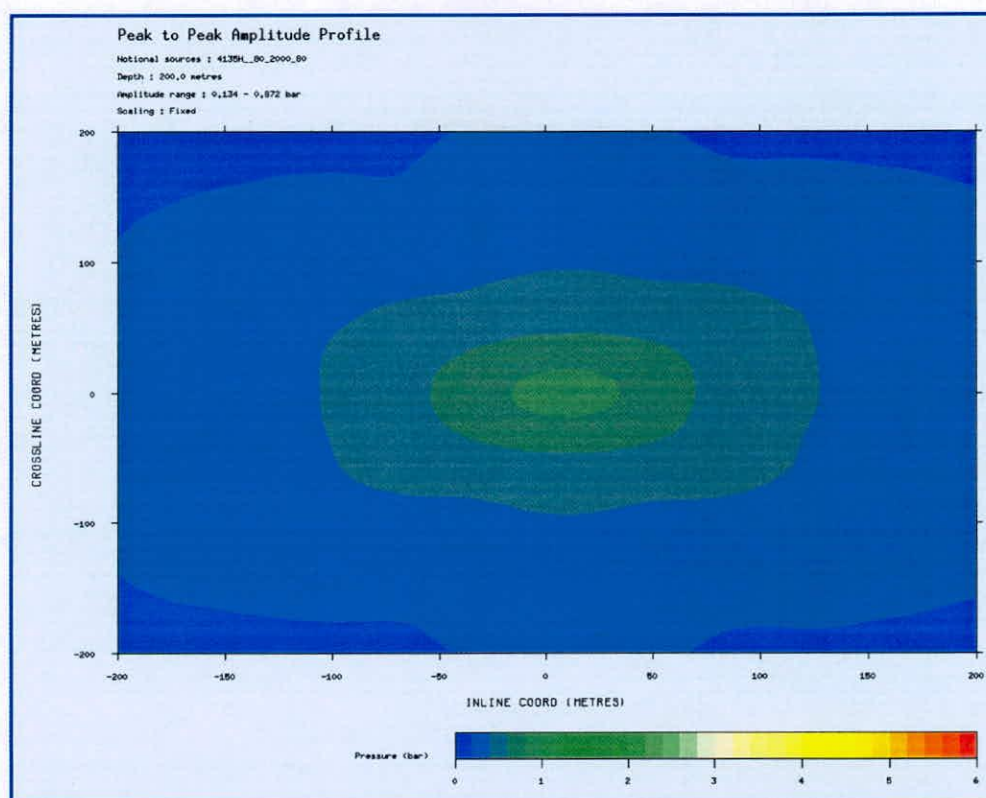 Peak to Peak Amplitude Profile
Notional sources : 4135H__80_2000_80
Depth : 200.0 metres
Amplitude range : 0.134 - 0.872 bar
Scaling : Fixed
200
100
0
-100
-200
CROSSLINE COORD (METRES)
-200 -150 -100 -50 0 50 100 150 200
INLINE COORD (METRES)
Pressure (bar)
0 1 2 3 4 5 6